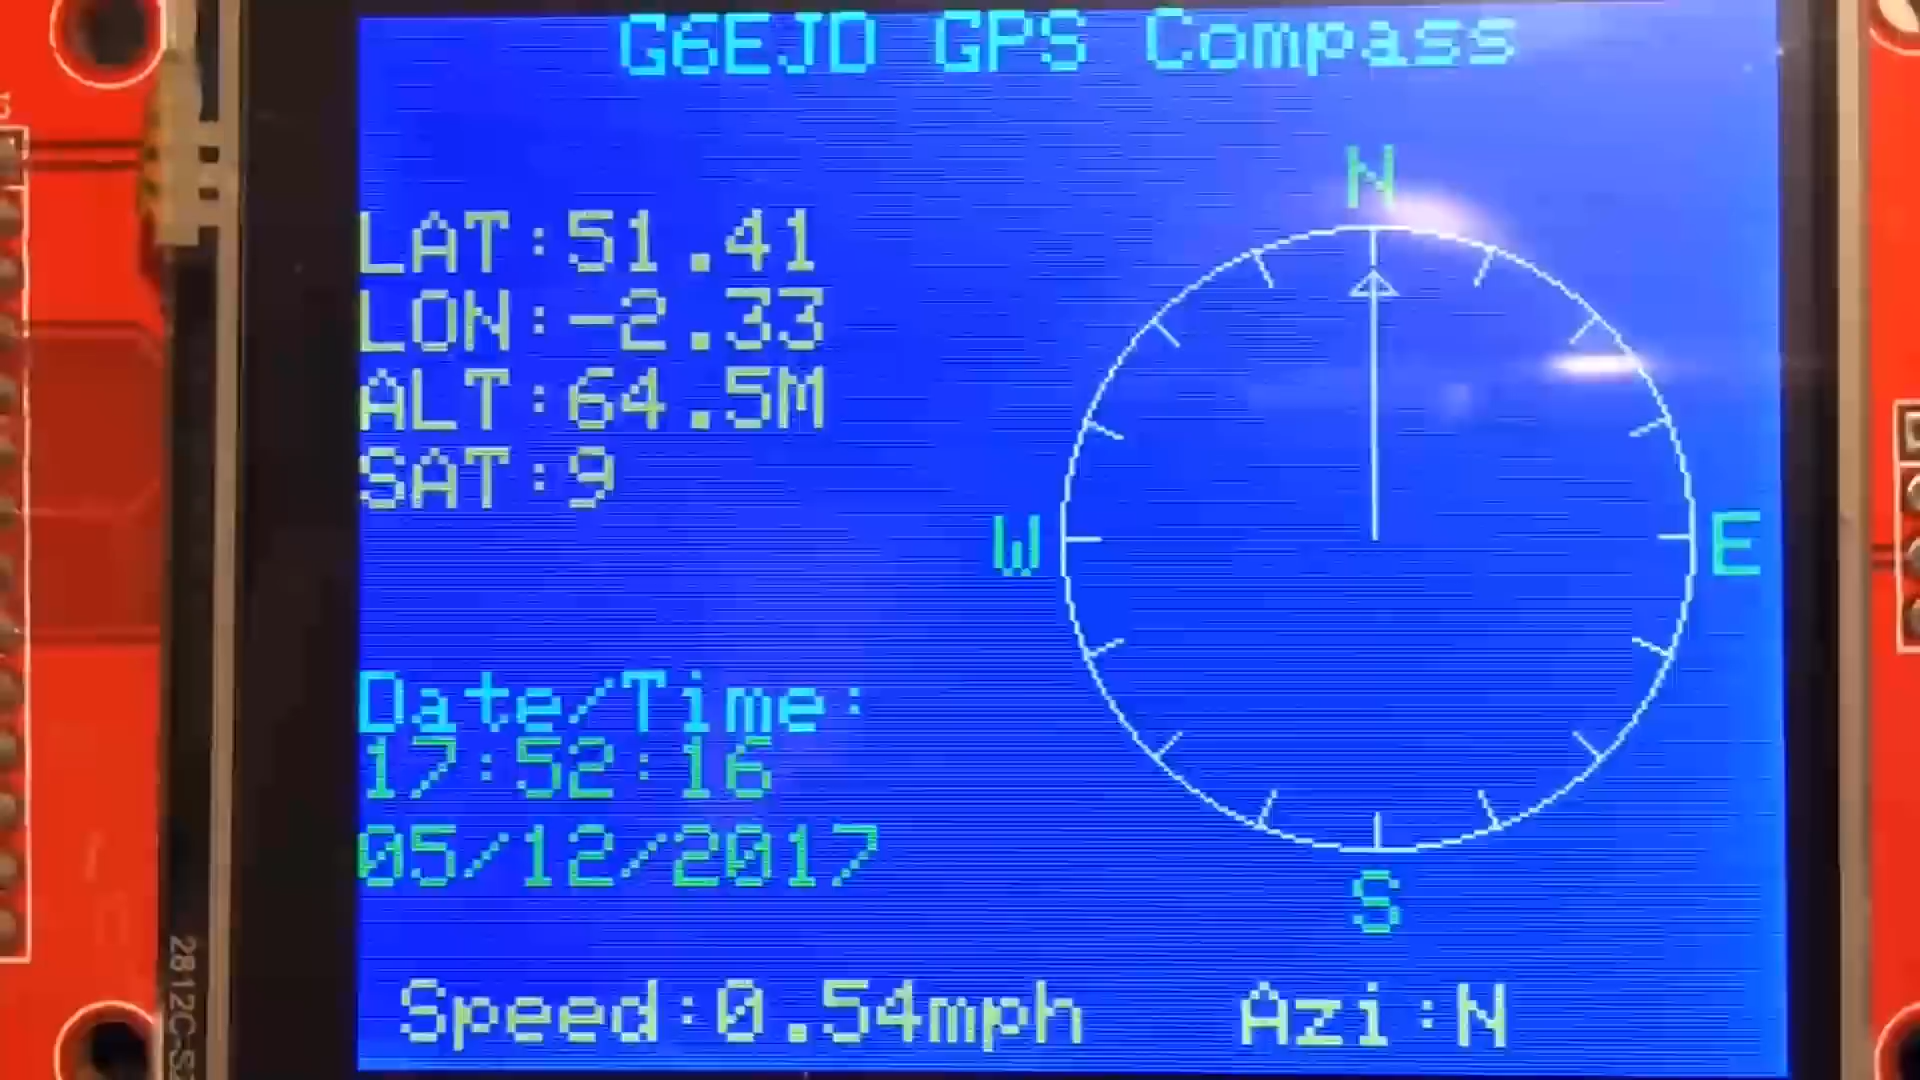 G6EJD GPS Compass
LAT:51.41
LON:-2.33
ALT:64.5M
SAT:9
N
W
E
S
Date/Time:
17:52:16
05/12/2017
Speed:0.54mph
Azi:N